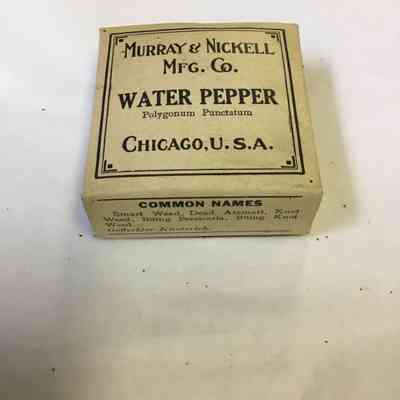 MURRAY & NICKELL
MFG. CO.
WATER PEPPER
Polygonum Punctatum
CHICAGO, U. S. A.
COMMON NAMES
Smart Weed, Dead Arsmart, Knot
Weed, Biting Persicaria, Biting Knot
Weed.
Knoterich